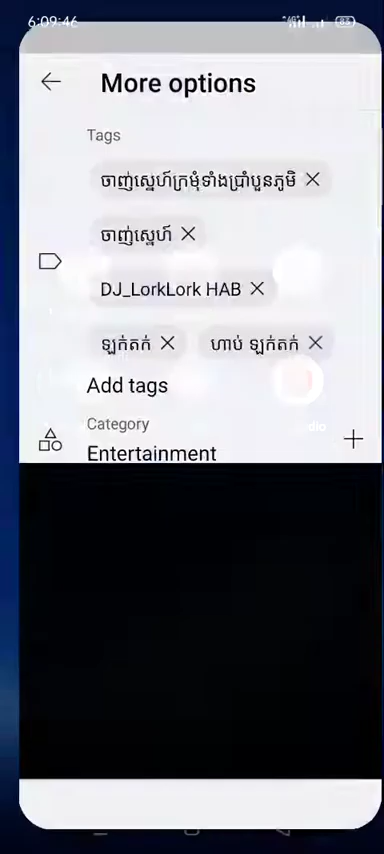 6:09:46
More options
Tags
ចាញ់ស្នេហ៍ក្រមុំទាំងប្រាំបួនភូមិ
ចាញ់ស្នេហ៍
DJ_LorkLork HAB
ឡក់តក់ ហាប់ ឡក់តក់
Add tags
Category
Entertainment